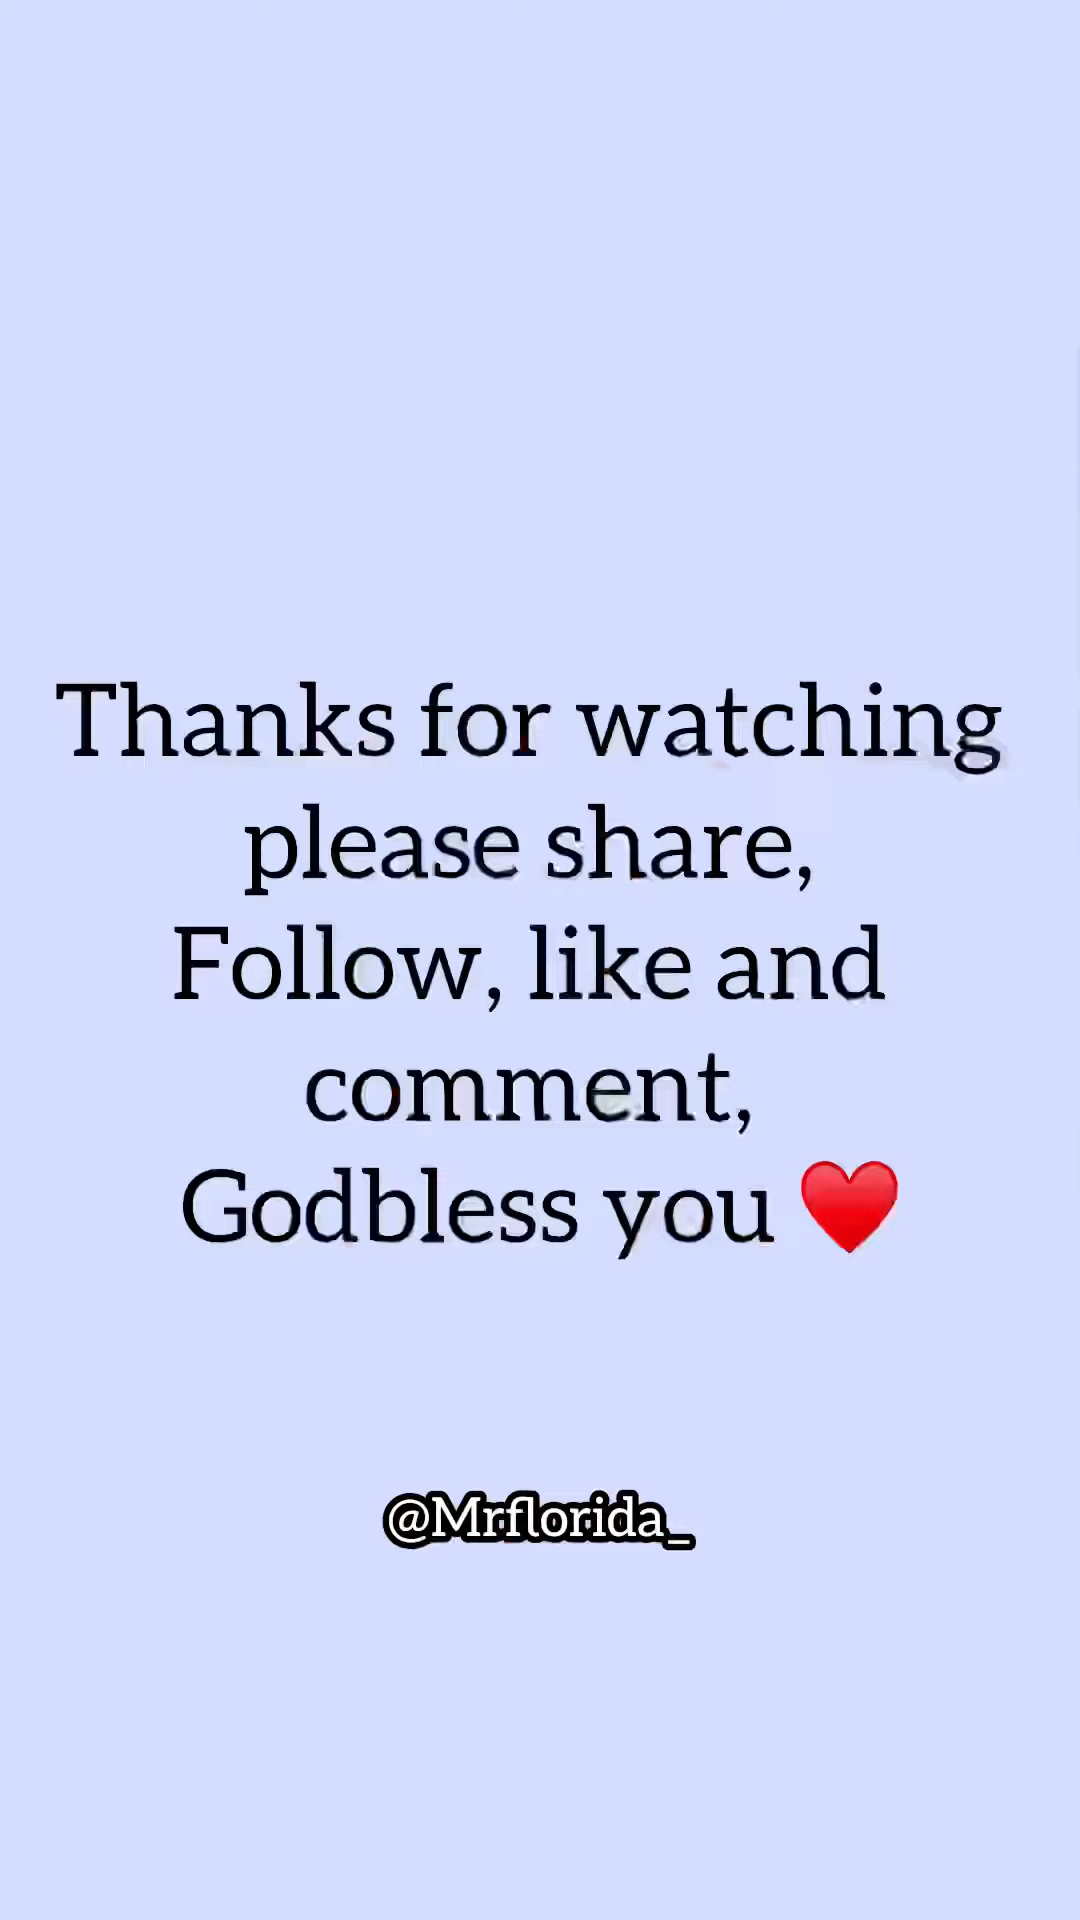 Thanks for watching
please share,
Follow, like and
comment,
Godbless you ♥️
@Mrflorida_